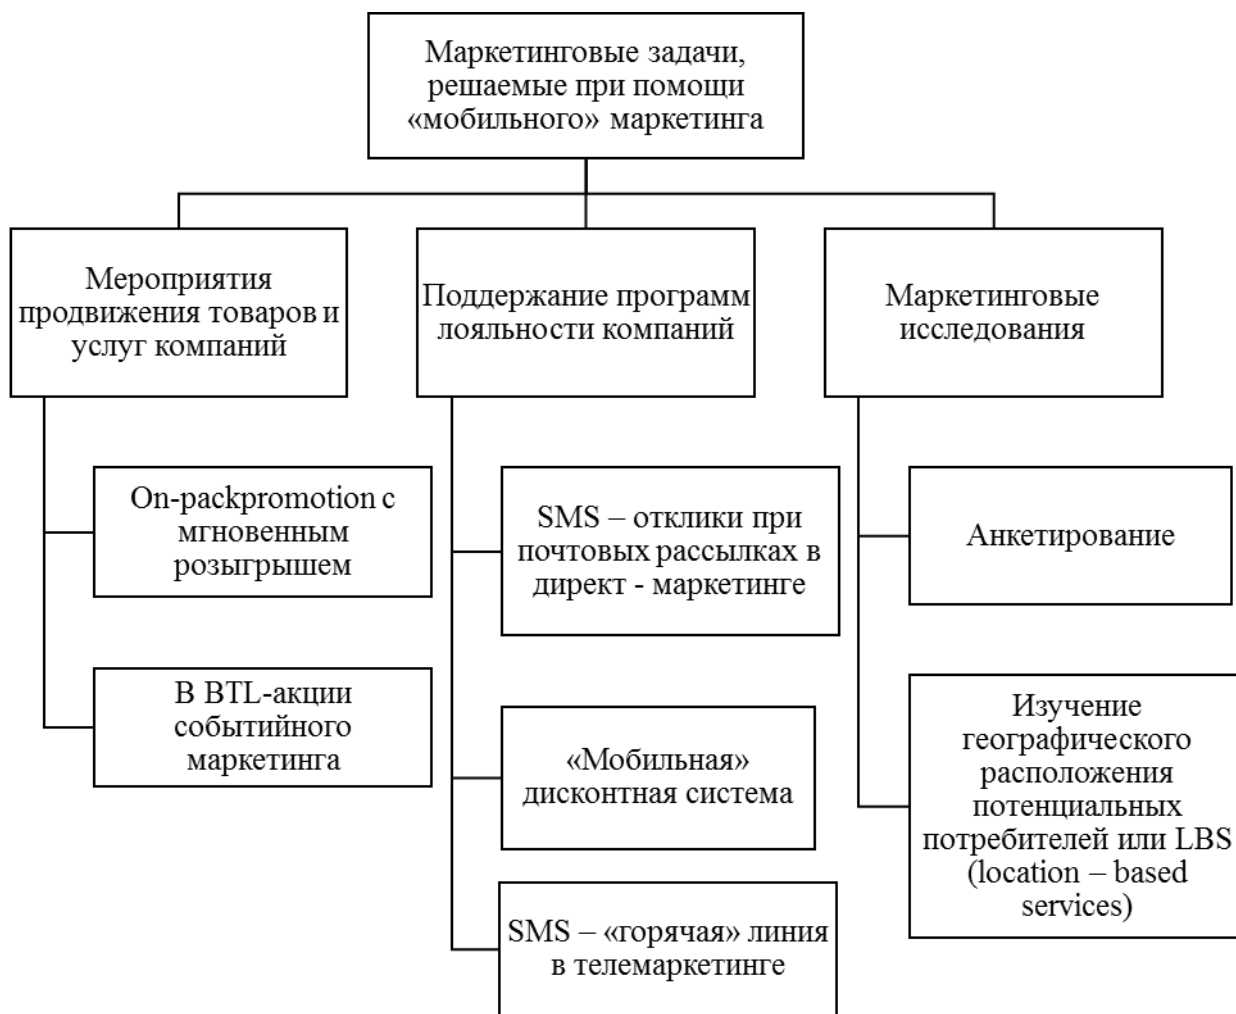 Маркетинговые задачи,
решаемые при помощи
«мобильного» маркетинга
Мероприятия
продвижения товаров и
услуг компаний
Поддержание программ
лояльности компаний
Маркетинговые
исследования
On-packpromotion с
мгновенным
розыгрышем
В BTL-акции
событийного
маркетинга
SMS – отклики при
почтовых рассылках в
директ - маркетинге
«Мобильная»
дисконтная система
SMS – «горячая» линия
в телемаркетинге
Анкетирование
Изучение
географического
расположения
потенциальных
потребителей или LBS
(location – based
services)